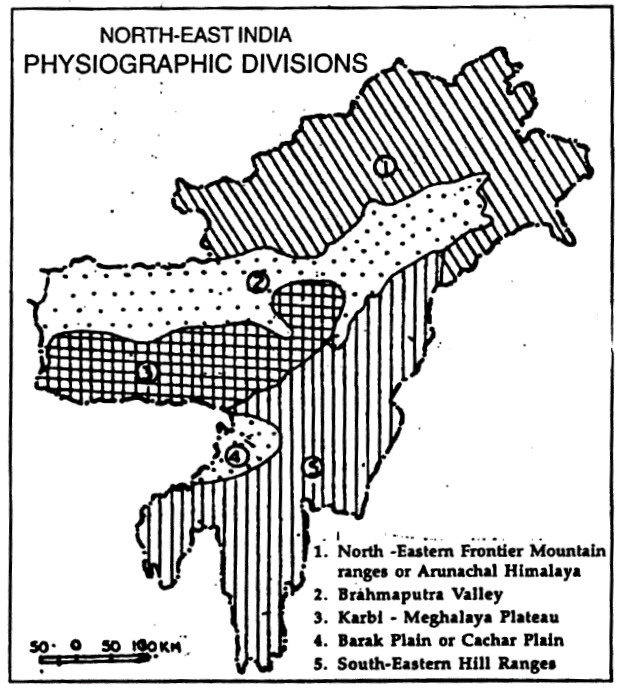 NORTH-EAST INDIA
PHYSIOGRAPHIC DIVISIONS
1
2
3
4
5
1. North -Eastern Frontier Mountain
ranges or Arunachal Himalaya
2. Brahmaputra Valley
3. Karbi - Meghalaya Plateau
4. Barak Plain or Cachar Plain
5. South-Eastern Hill Ranges
50 0 50 100 KM